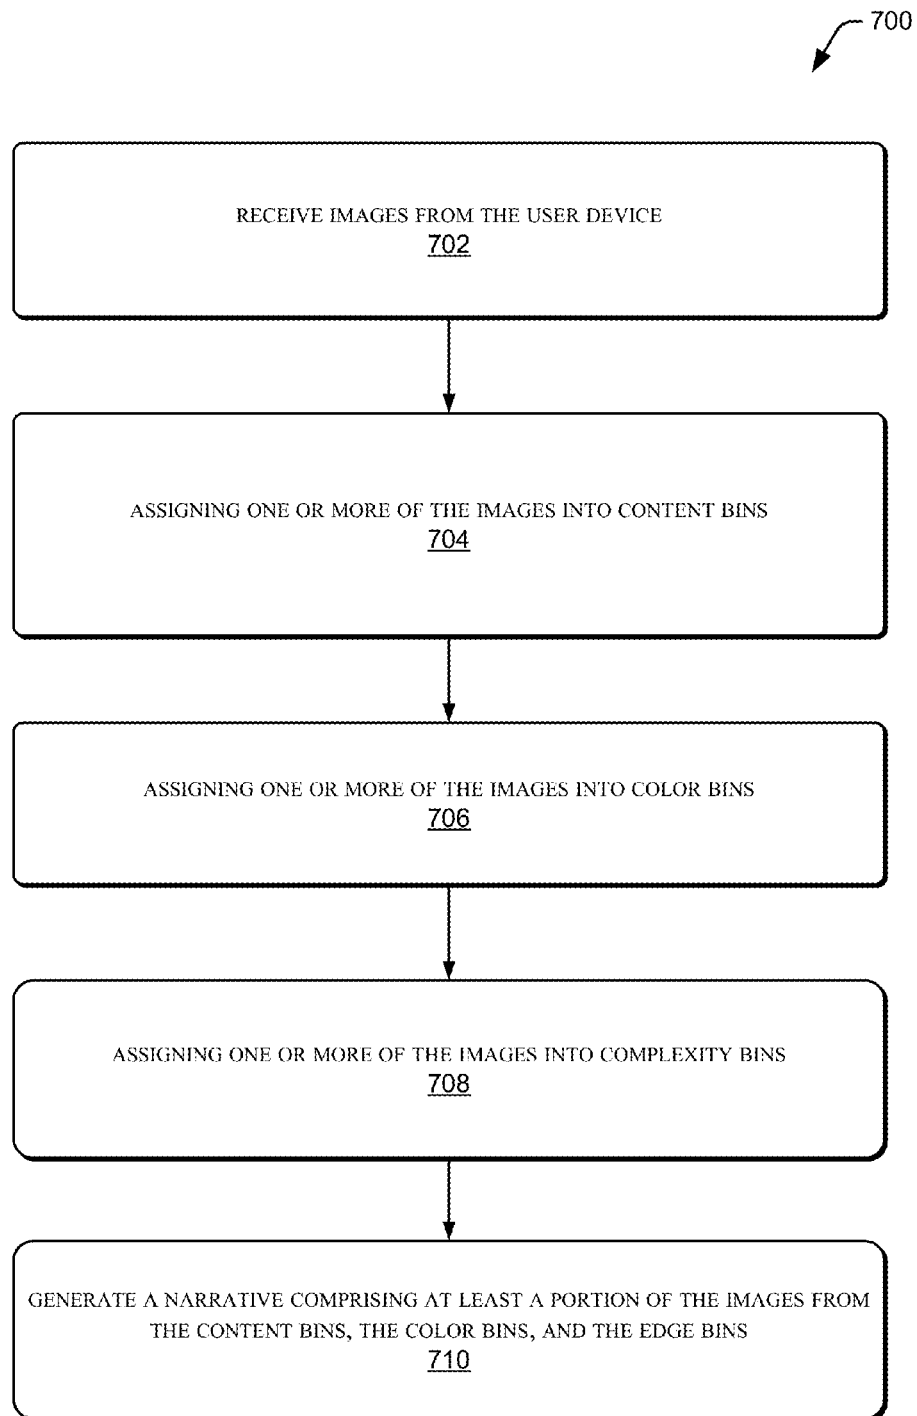 700
RECEIVE IMAGES FROM THE USER DEVICE
702
ASSIGNING ONE OR MORE OF THE IMAGES INTO CONTENT BINS
704
ASSIGNING ONE OR MORE OF THE IMAGES INTO COLOR BINS
706
ASSIGNING ONE OR MORE OF THE IMAGES INTO COMPLEXITY BINS
708
GENERATE A NARRATIVE COMPRISING AT LEAST A PORTION OF THE IMAGES FROM
THE CONTENT BINS, THE COLOR BINS, AND THE EDGE BINS
710